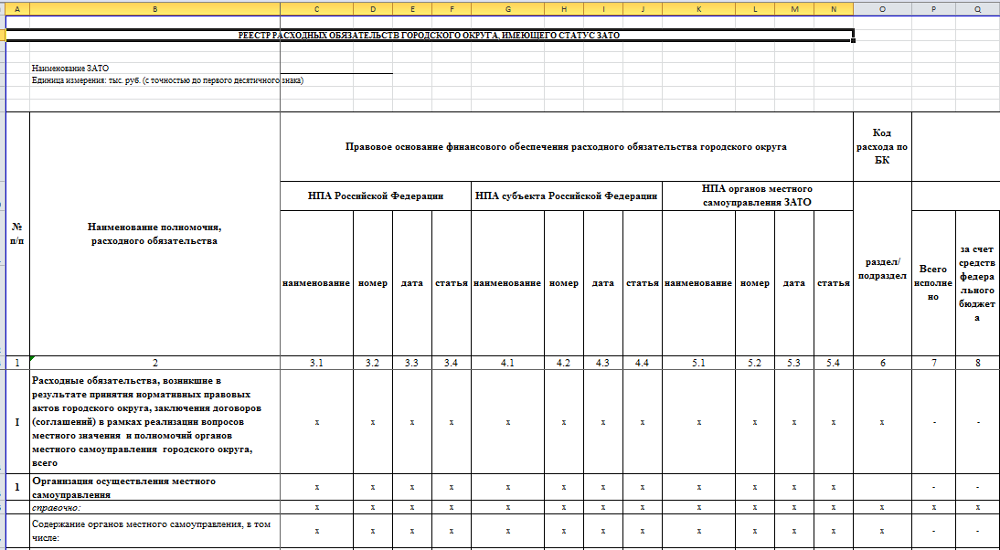 A B C D E F G H I J K L M N O P Q
РЕЕСТР РАСХОДНЫХ ОБЯЗАТЕЛЬСТВ ГОРОДСКОГО ОКРУГА, ИМЕЮЩЕГО СТАТУС ЗАТО
Наименование ЗАТО
Единица измерения: тыс. руб. (с точностью до первого десятичного знака)
№
п/п
Наименование полномочия,
расходного обязательства
Правовое основание финансового обеспечения расходного обязательства городского округа
Код
расхода по
БК
НПА Российской Федерации
НПА субъекта Российской Федерации
НПА органов местного
самоуправления ЗАТО
наименование номер дата статья наименование номер дата статья наименование номер дата статья
раздел/
подраздел
Всего
исполне
но
за счет
средств
федера
льного
бюджет
а
1 2 3.1 3.2 3.3 3.4 4.1 4.2 4.3 4.4 5.1 5.2 5.3 5.4 6 7 8
I
Расходные обязательства, возникшие в
результате принятия нормативных правовых
актов городского округа, заключения договоров
(соглашений) в рамках реализации вопросов
местного значения и полномочий органов
местного самоуправления городского округа,
всего
х х х х х х х х х х х х х - -
1
Организация осуществления местного
самоуправления
х х х х х х х х х х х х - -
справочно: х х х х х х х х х х х х х х х
Содержание органов местного самоуправления, в том
числе:
х х х х х х х х х х х х х - -